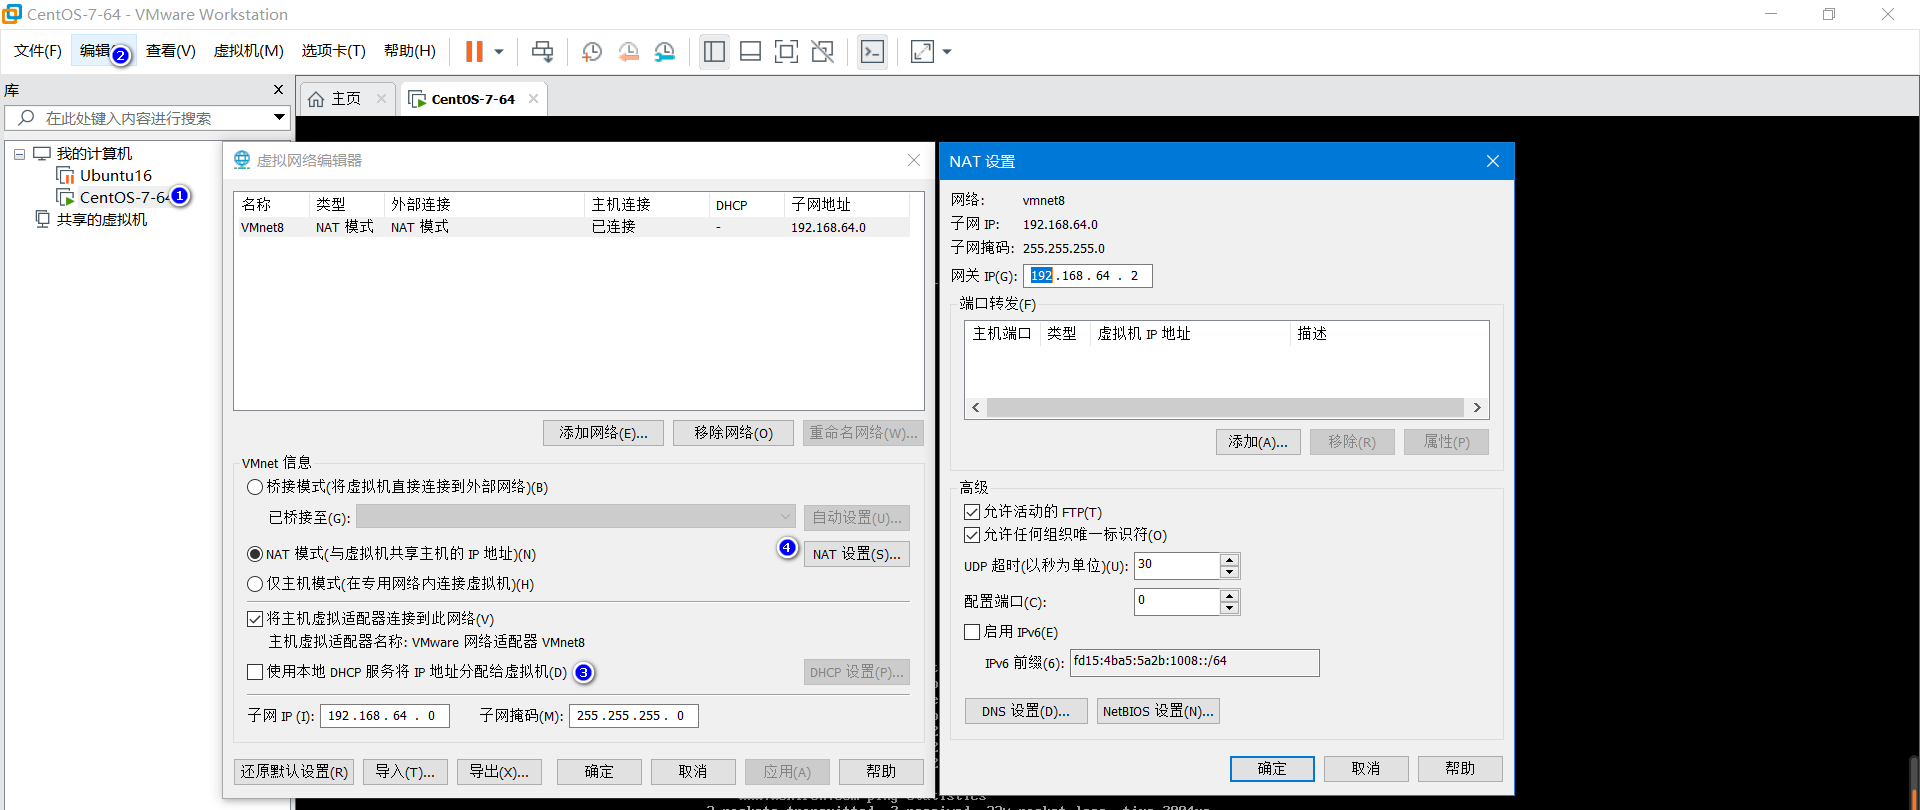 CentOS-7-64 - VMware Workstation
文件(F) 编辑 2 查看(V) 虚拟机(M) 选项卡(T) 帮助(H)
库
在此处键入内容进行搜索
我的计算机
Ubuntu16
CentOS-7-64 1
共享的虚拟机
主页 CentOS-7-64
虚拟网络编辑器
名称 类型 外部连接 主机连接 DHCP 子网地址
VMnet8 NAT 模式 NAT 模式 已连接 - 192.168.64.0
添加网络(E)... 移除网络(O) 重命名网络(W)...
VMnet 信息
桥接模式(将虚拟机直接连接到外部网络)(B)
已桥接至(G): 自动设置(U)...
NAT 模式(与虚拟机共享主机的 IP 地址)(N) 4 NAT 设置(S)...
仅主机模式(在专用网络内连接虚拟机)(H)
将主机虚拟适配器连接到此网络(V)
主机虚拟适配器名称: VMware 网络适配器 VMnet8
使用本地 DHCP 服务将 IP 地址分配给虚拟机(D) 3 DHCP 设置(P)...
子网 IP (I): 192.168.64.0 子网掩码(M): 255.255.255.0
还原默认设置(R) 导入(T)... 导出(X)... 确定 取消 应用(A) 帮助
NAT 设置
网络: vmnet8
子网 IP: 192.168.64.0
子网掩码: 255.255.255.0
网关 IP(G): 192.168.64.2
端口转发(F)
主机端口 类型 虚拟机 IP 地址 描述
添加(A)... 移除(R) 属性(P)
高级
允许活动的 FTP(T)
允许任何组织唯一标识符(O)
UDP 超时(以秒为单位)(U): 30
配置端口(C): 0
启用 IPv6(E)
IPv6 前缀(6): fd15:4ba5:5a2b:1008::/64
DNS 设置(D)... NetBIOS 设置(N)...
确定 取消 帮助